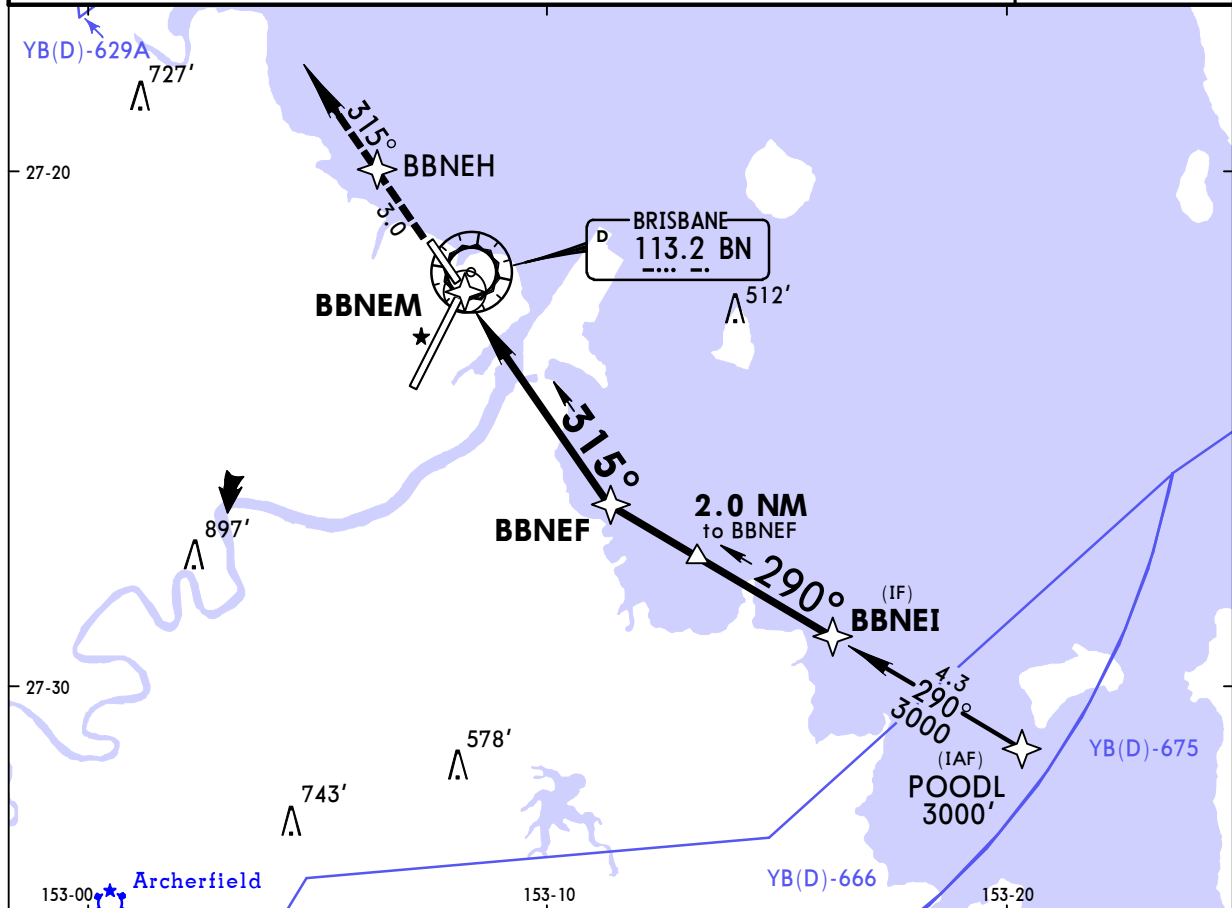 YB(D)-629A
727'
315°
27-20
BBNEH
3.0
BRISBANE
D
113.2 BN
BBNEM
512'
315°
2.0 NM
to BBNEF
BBNEF
897'
290°
(IF)
BBNEI
4.3
290°
3000
27-30
578'
(IAF)
POODL
3000'
YB(D)-675
743'
Archerfield
YB(D)-666
153-00
153-10
153-20